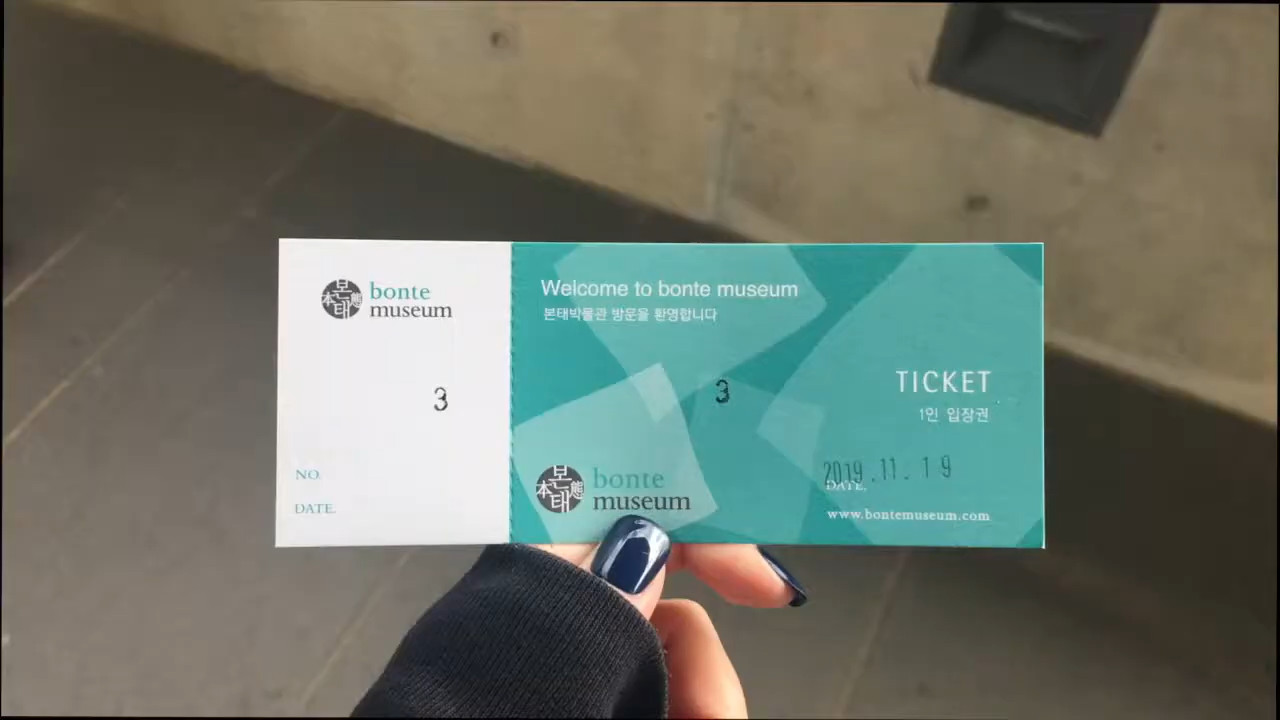 본태
本態
bonte
museum
3
NO.
DATE.
Welcome to bonte museum
본태박물관 방문을 환영합니다
3
TICKET
1인 입장권
본태
本態
bonte
museum
2019.11.19
DATE.
www.bontemuseum.com